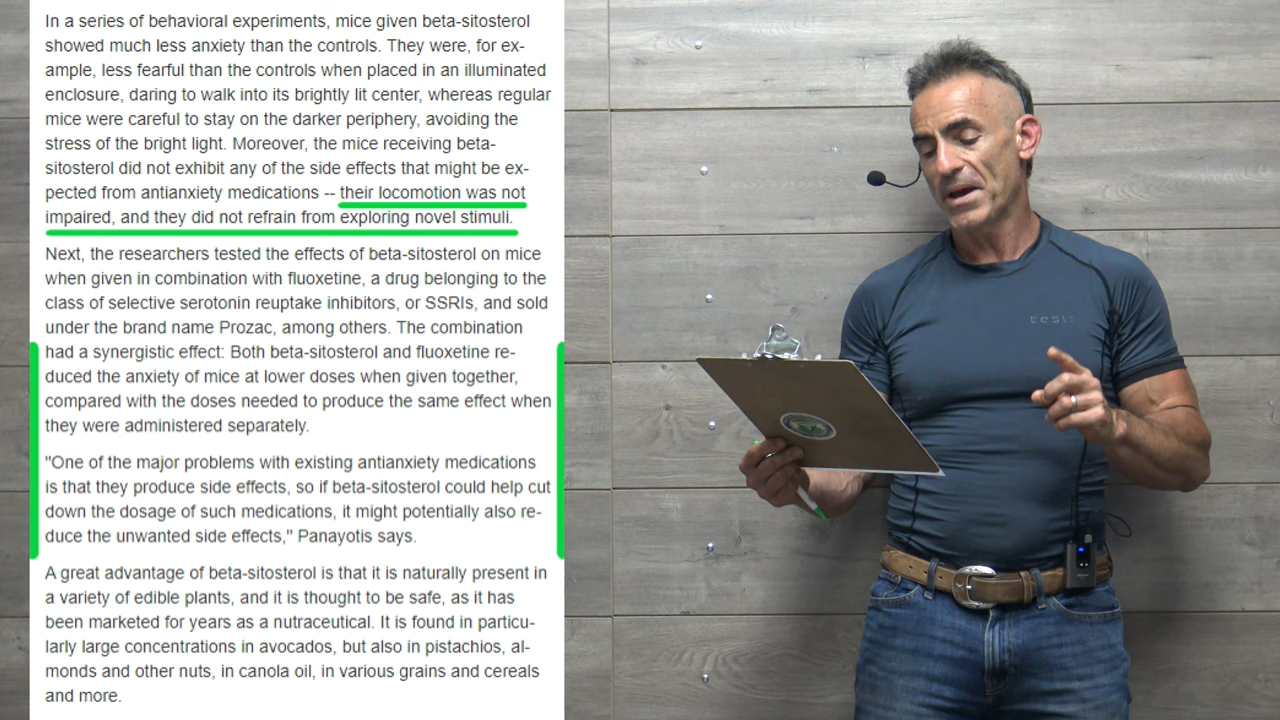 In a series of behavioral experiments, mice given beta-sitosterol
showed much less anxiety than the controls. They were, for ex-
ample, less fearful than the controls when placed in an illuminated
enclosure, daring to walk into its brightly lit center, whereas regular
mice were careful to stay on the darker periphery, avoiding the
stress of the bright light. Moreover, the mice receiving beta-
sitosterol did not exhibit any of the side effects that might be ex-
pected from antianxiety medications -- their locomotion was not
impaired, and they did not refrain from exploring novel stimuli.
Next, the researchers tested the effects of beta-sitosterol on mice
when given in combination with fluoxetine, a drug belonging to the
class of selective serotonin reuptake inhibitors, or SSRIs, and sold
under the brand name Prozac, among others. The combination
had a synergistic effect: Both beta-sitosterol and fluoxetine re-
duced the anxiety of mice at lower doses when given together,
compared with the doses needed to produce the same effect when
they were administered separately.
"One of the major problems with existing antianxiety medications
is that they produce side effects, so if beta-sitosterol could help cut
down the dosage of such medications, it might potentially also re-
duce the unwanted side effects," Panayotis says.
A great advantage of beta-sitosterol is that it is naturally present in
a variety of edible plants, and it is thought to be safe, as it has
been marketed for years as a nutraceutical. It is found in particu-
larly large concentrations in avocados, but also in pistachios, al-
monds and other nuts, in canola oil, in various grains and cereals
and more.